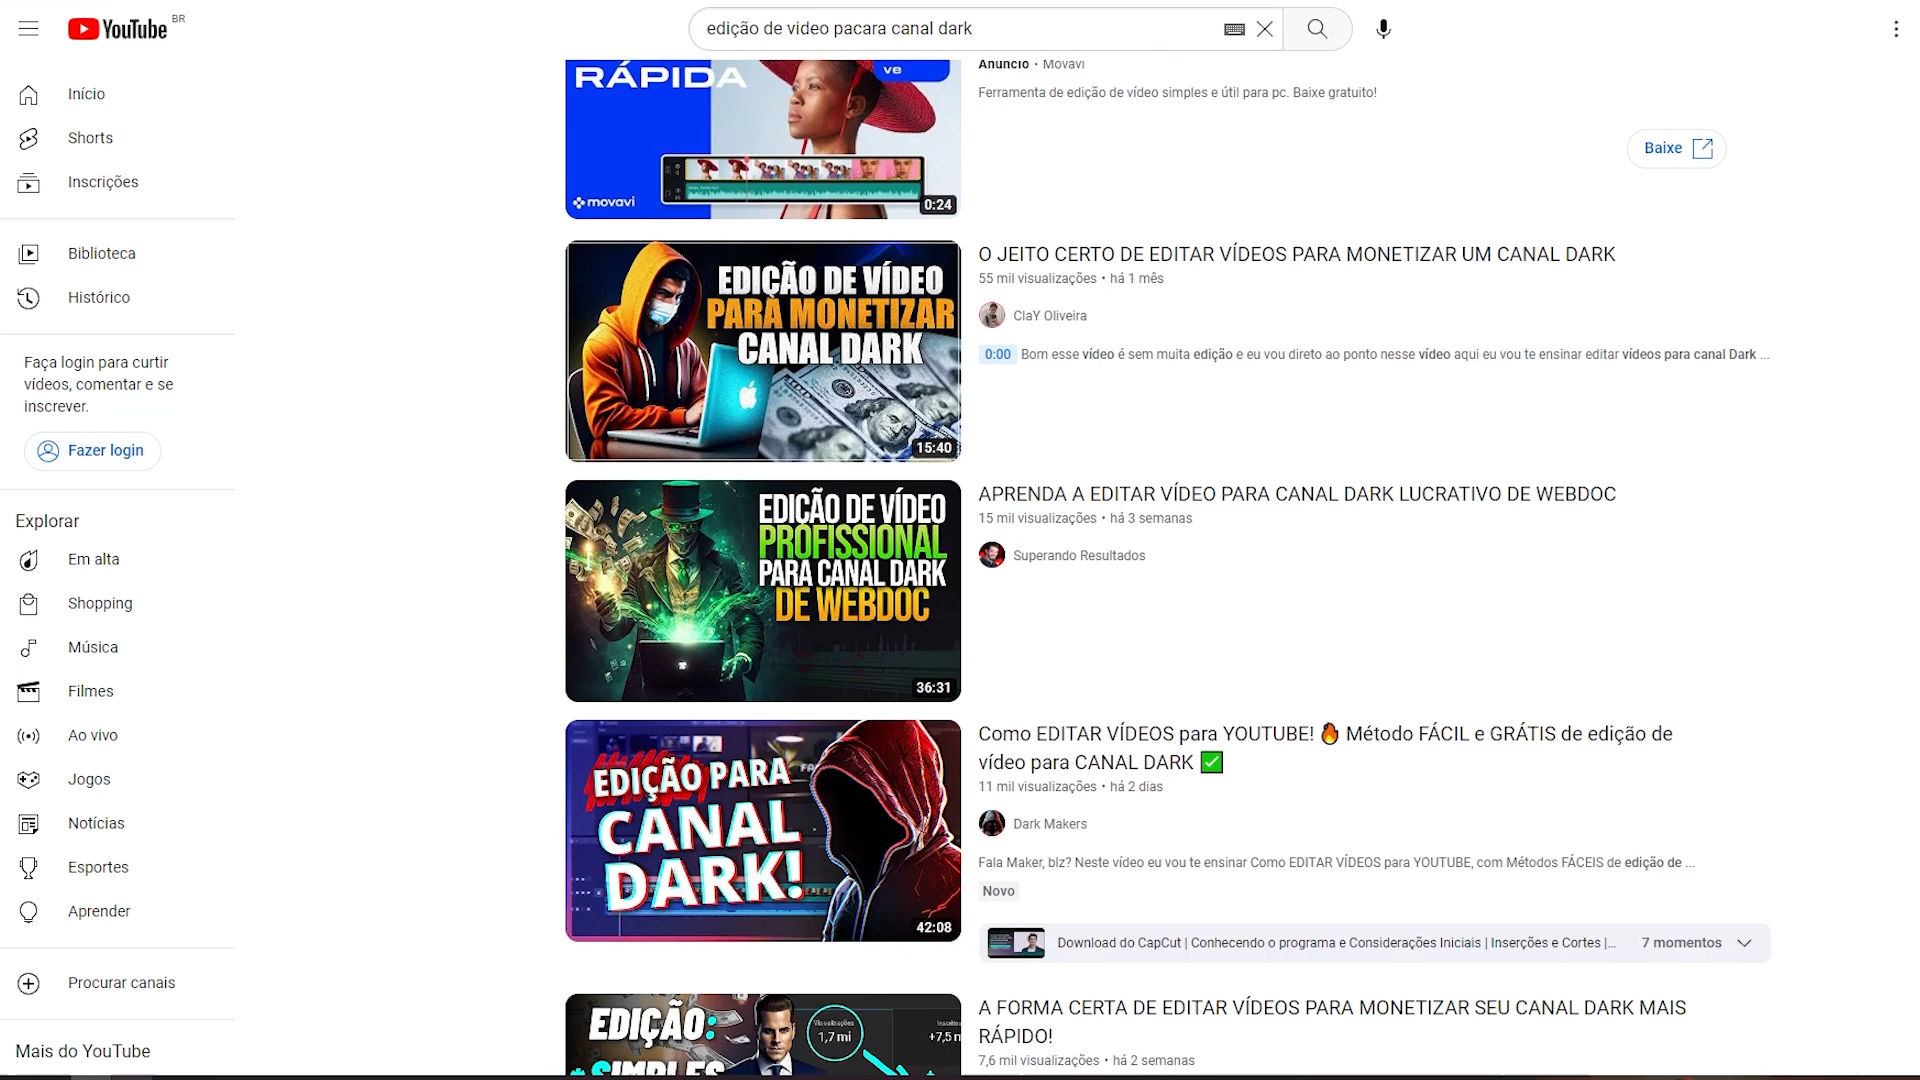 YouTube BR
edição de video pacara canal dark
Início
Shorts
Inscrições
Biblioteca
Histórico
Faça login para curtir
vídeos, comentar e se
inscrever.
Fazer login
Explorar
Em alta
Shopping
Música
Filmes
Ao vivo
Jogos
Notícias
Esportes
Aprender
Procurar canais
Mais do YouTube
RÁPIDA
ve
movavi
0:24
Anúncio • Movavi
Ferramenta de edição de vídeo simples e útil para pc. Baixe gratuito!
Baixe
EDIÇÃO DE VÍDEO
PARA MONETIZAR
CANAL DARK
15:40
O JEITO CERTO DE EDITAR VÍDEOS PARA MONETIZAR UM CANAL DARK
55 mil visualizações • há 1 mês
ClaY Oliveira
0:00 Bom esse vídeo é sem muita edição e eu vou direto ao ponto nesse vídeo aqui eu vou te ensinar editar vídeos para canal Dark ...
EDIÇÃO DE VÍDEO
PROFISSIONAL
PARA CANAL DARK
DE WEBDOC
36:31
APRENDA A EDITAR VÍDEO PARA CANAL DARK LUCRATIVO DE WEBDOC
15 mil visualizações • há 3 semanas
Superando Resultados
EDIÇÃO PARA
CANAL
DARK!
42:08
Como EDITAR VÍDEOS para YOUTUBE! 🔥 Método FÁCIL e GRÁTIS de edição de
vídeo para CANAL DARK ✅
11 mil visualizações • há 2 dias
Dark Makers
Fala Maker, blz? Neste vídeo eu vou te ensinar Como EDITAR VÍDEOS para YOUTUBE, com Métodos FÁCEIS de edição de ...
Novo
Download do CapCut | Conhecendo o programa e Considerações Iniciais | Inserções e Cortes |... 7 momentos
EDIÇÃO:
SIMPLES
Visualizações
1,7 mi
Inscrito
+7,5 m
A FORMA CERTA DE EDITAR VÍDEOS PARA MONETIZAR SEU CANAL DARK MAIS
RÁPIDO!
7,6 mil visualizações • há 2 semanas